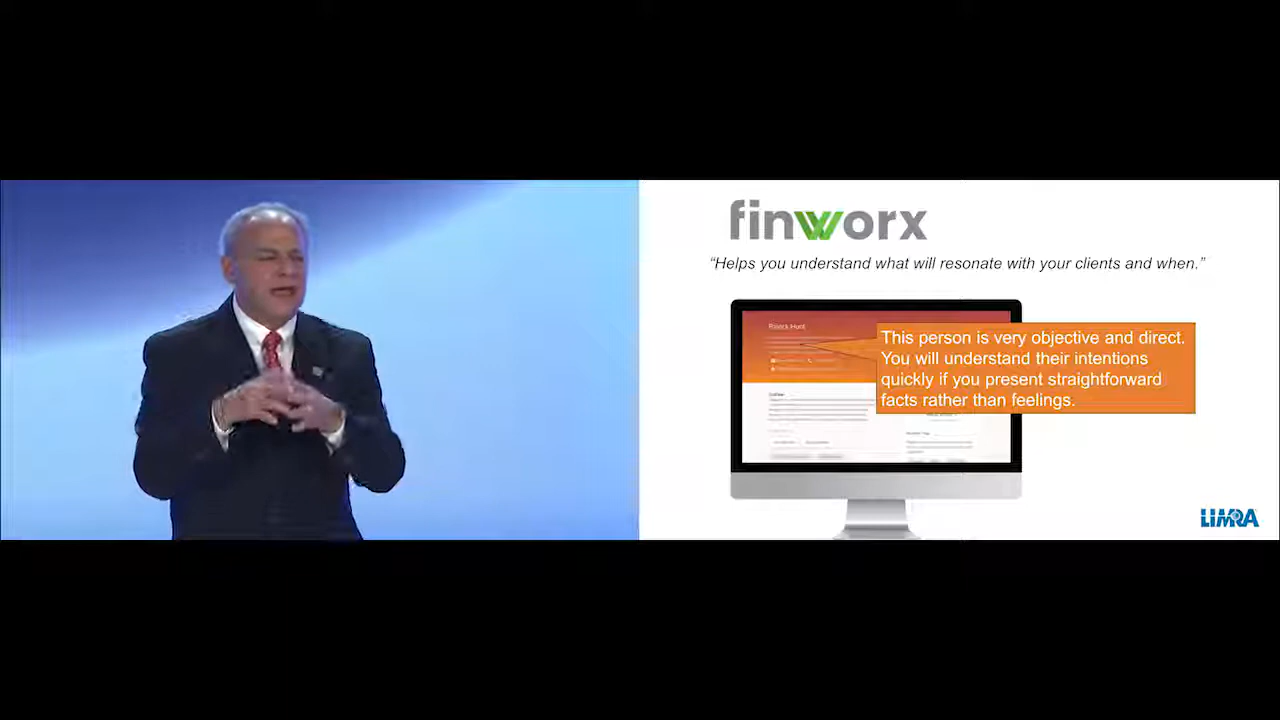 finworx
“Helps you understand what will resonate with your clients and when.”
This person is very objective and direct.
You will understand their intentions
quickly if you present straightforward
facts rather than feelings.
LIMRA